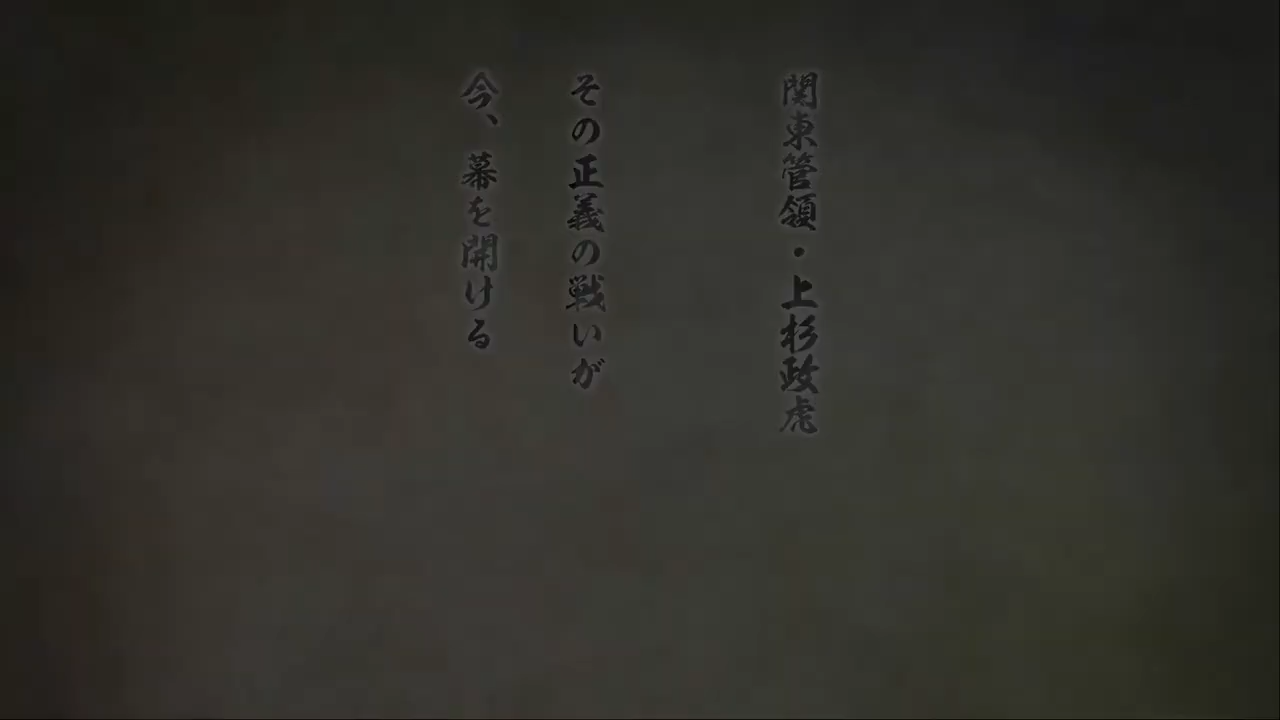 関東管領・上杉政虎
その正義の戦いが
今、幕を開ける